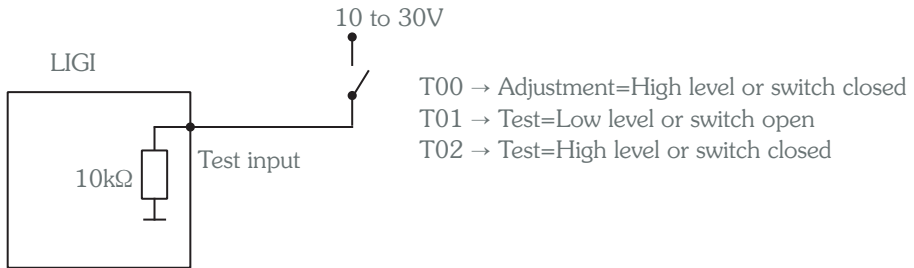 10 to 30V
LIGI
T00 → Adjustment=High level or switch closed
T01 → Test=Low level or switch open
T02 → Test=High level or switch closed
Test input
10kΩ